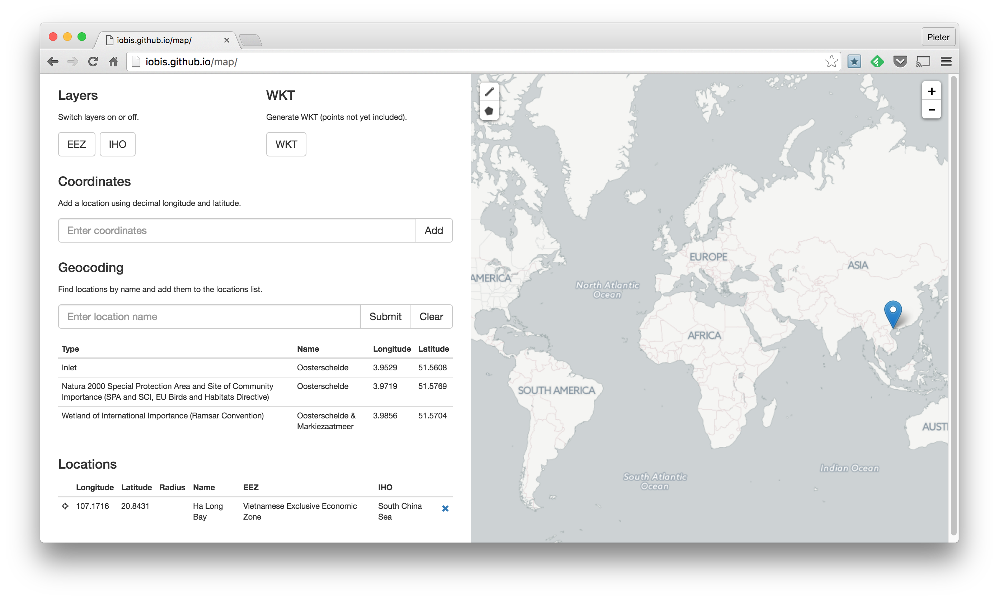 iobis.github.io/map/
Pieter
iobis.github.io/map/
Layers
Switch layers on or off.
EEZ
IHO
WKT
Generate WKT (points not yet included).
WKT
Coordinates
Add a location using decimal longitude and latitude.
Enter coordinates
Add
Geocoding
Find locations by name and add them to the locations list.
Enter location name
Submit
Clear
Type Name Longitude Latitude
Inlet Oosterschelde 3.9529 51.5608
Natura 2000 Special Protection Area and Site of Community Oosterschelde 3.9719 51.5769
Importance (SPA and SCI, EU Birds and Habitats Directive)
Wetland of International Importance (Ramsar Convention) Oosterschelde & 3.9856 51.5704
Markiezaatmeer
Locations
Longitude Latitude Radius Name EEZ IHO
107.1716 20.8431 Ha Long Vietnamese Exclusive Economic South China
Bay Zone Sea
+
-
EUROPE
ASIA
AMERICA
North Atlantic
Ocean
AFRICA
SOUTH AMERICA
AUST
Indian Ocean
South Atlantic
Ocean